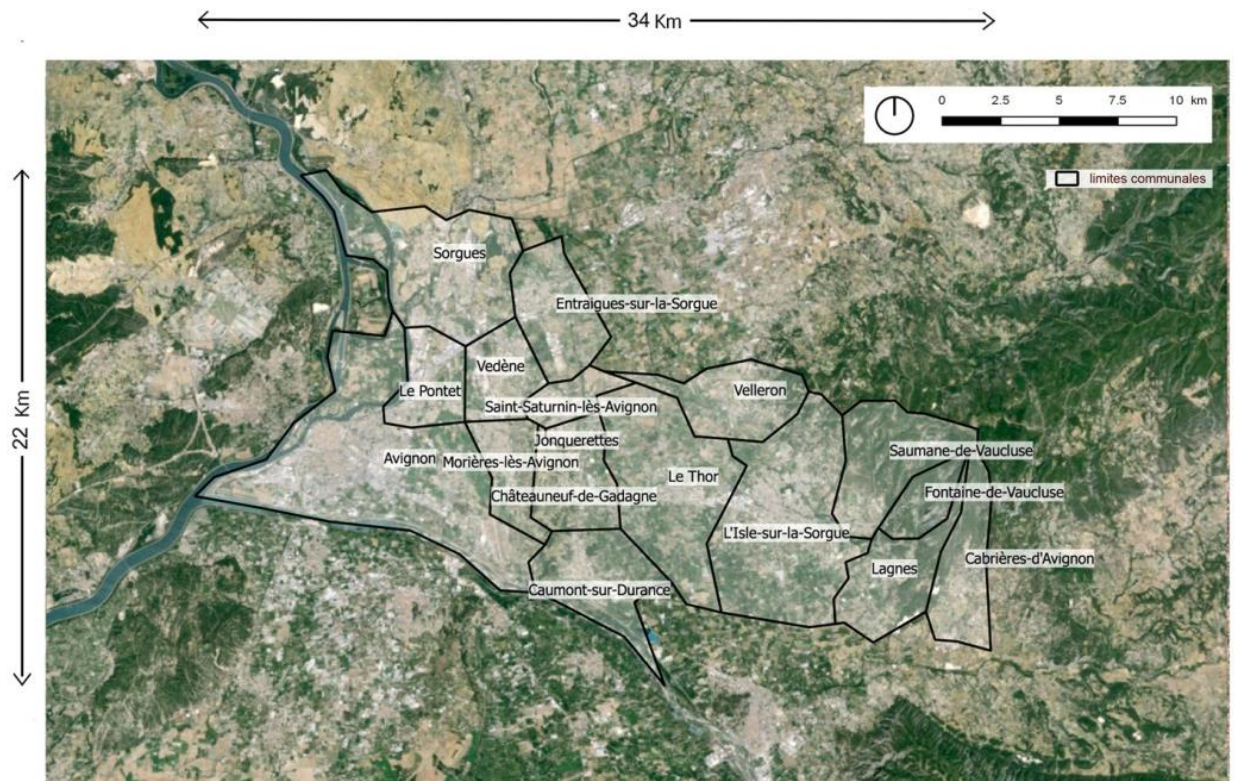 34 Km
0 2.5 5 7.5 10 km
limites communales
22 Km
Sorgues
Entraigues-sur-la-Sorgue
Vedène
Le Pontet
Velleron
Saint-Saturnin-lès-Avignon
Jonquerettes
Saumane-de-Vaucluse
Avignon
Morières-lès-Avignon
Le Thor
Fontaine-de-Vaucluse
Châteauneuf-de-Gadagne
L'Isle-sur-la-Sorgue
Cabrières-d'Avignon
Lagnes
Caumont-sur-Durance